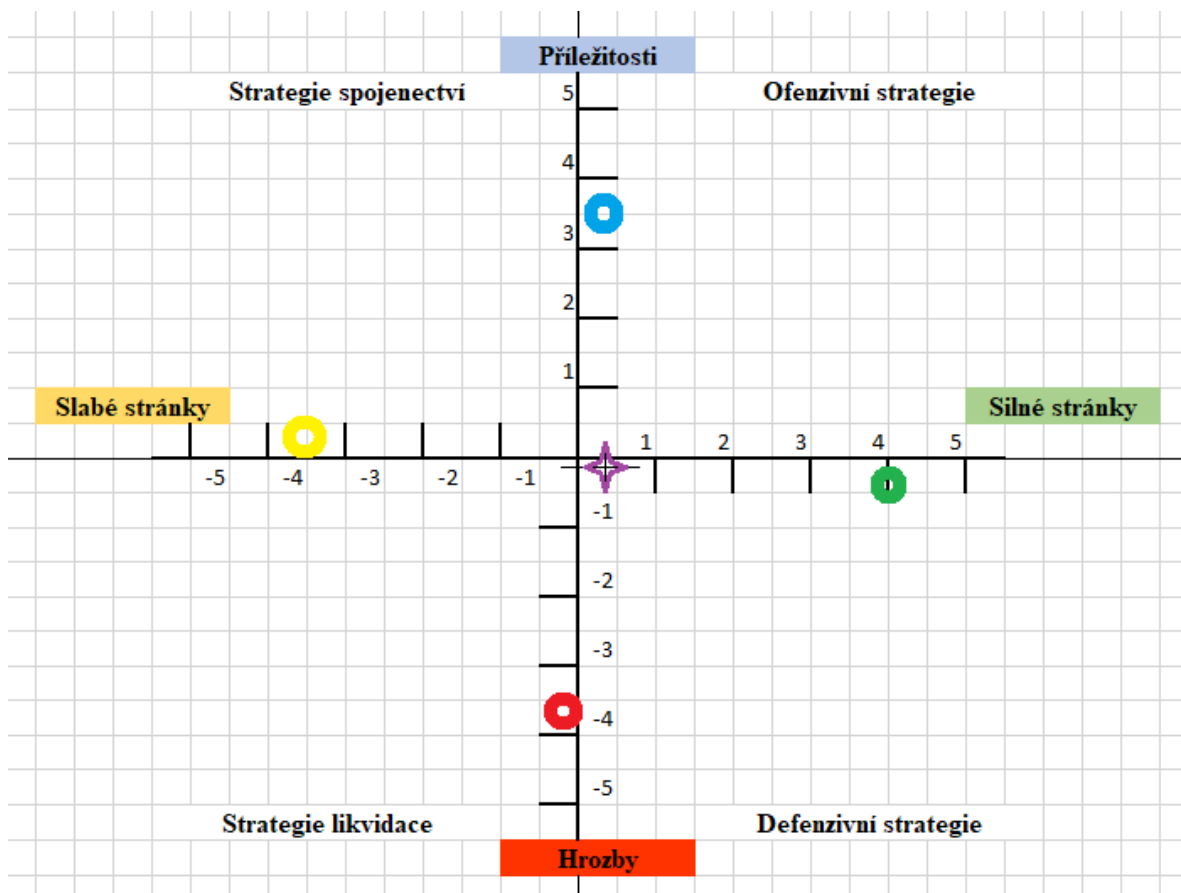 Příležitosti
Strategie spojenectví
Ofenzivní strategie
5
4
3
2
1
Slabé stránky
Silné stránky
1 2 3 4 5
-5 -4 -3 -2 -1
-1
-2
-3
-4
-5
Strategie likvidace
Defenzivní strategie
Hrozby